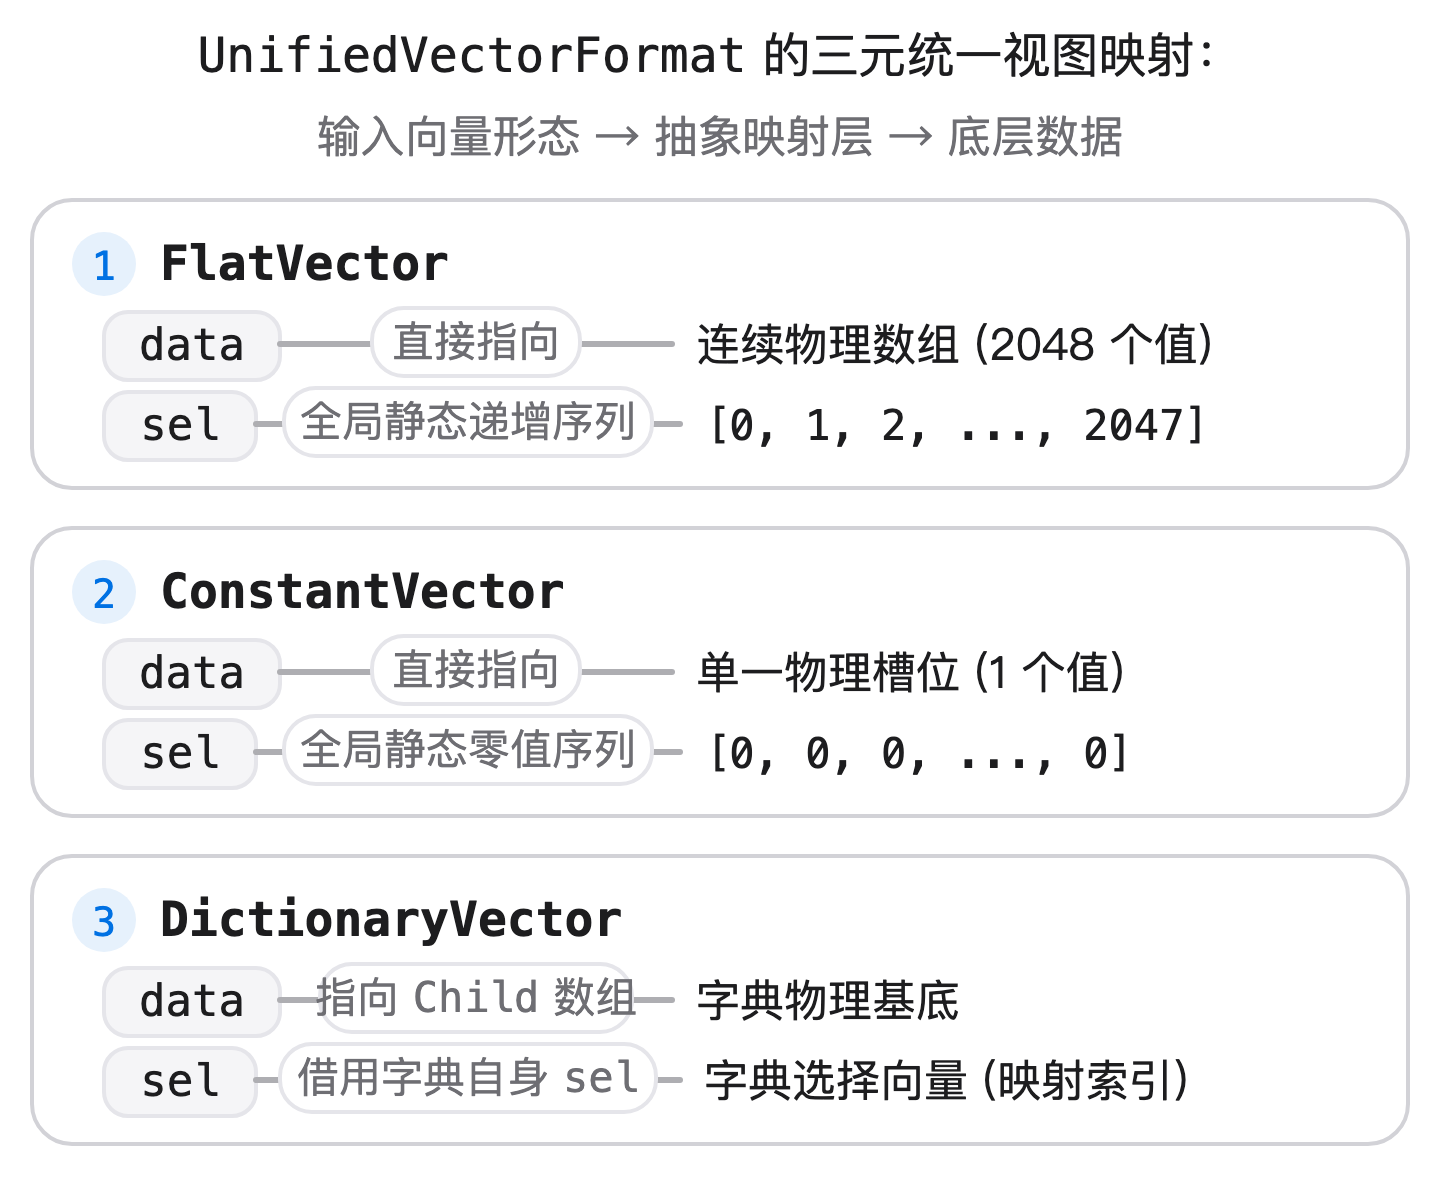 UnifiedVectorFormat 的三元统一视图映射：
输入向量形态 → 抽象映射层 → 底层数据
1 FlatVector
data 直接指向 连续物理数组 (2048 个值)
sel 全局静态递增序列 [0, 1, 2, ..., 2047]
2 ConstantVector
data 直接指向 单一物理槽位 (1 个值)
sel 全局静态零值序列 [0, 0, 0, ..., 0]
3 DictionaryVector
data 指向 Child 数组 字典物理基底
sel 借用字典自身 sel 字典选择向量 (映射索引)